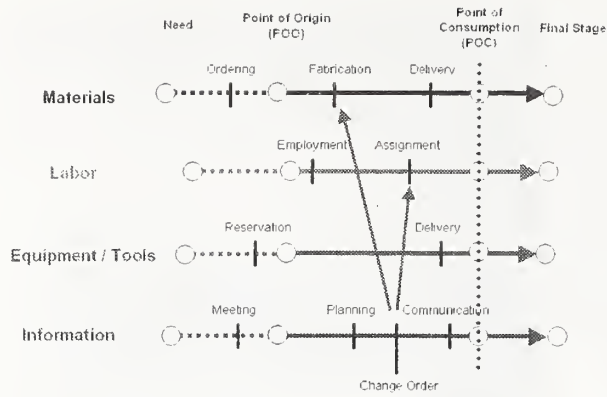 Need
Point of Origin
(POO)
Point of
Consumption
(POC)
Final Stage
Ordering
Fabrication
Delivery
Materials
Employment
Assignment
Labor
Reservation
Delivery
Equipment / Tools
Meeting
Planning
Communication
Information
Change Order